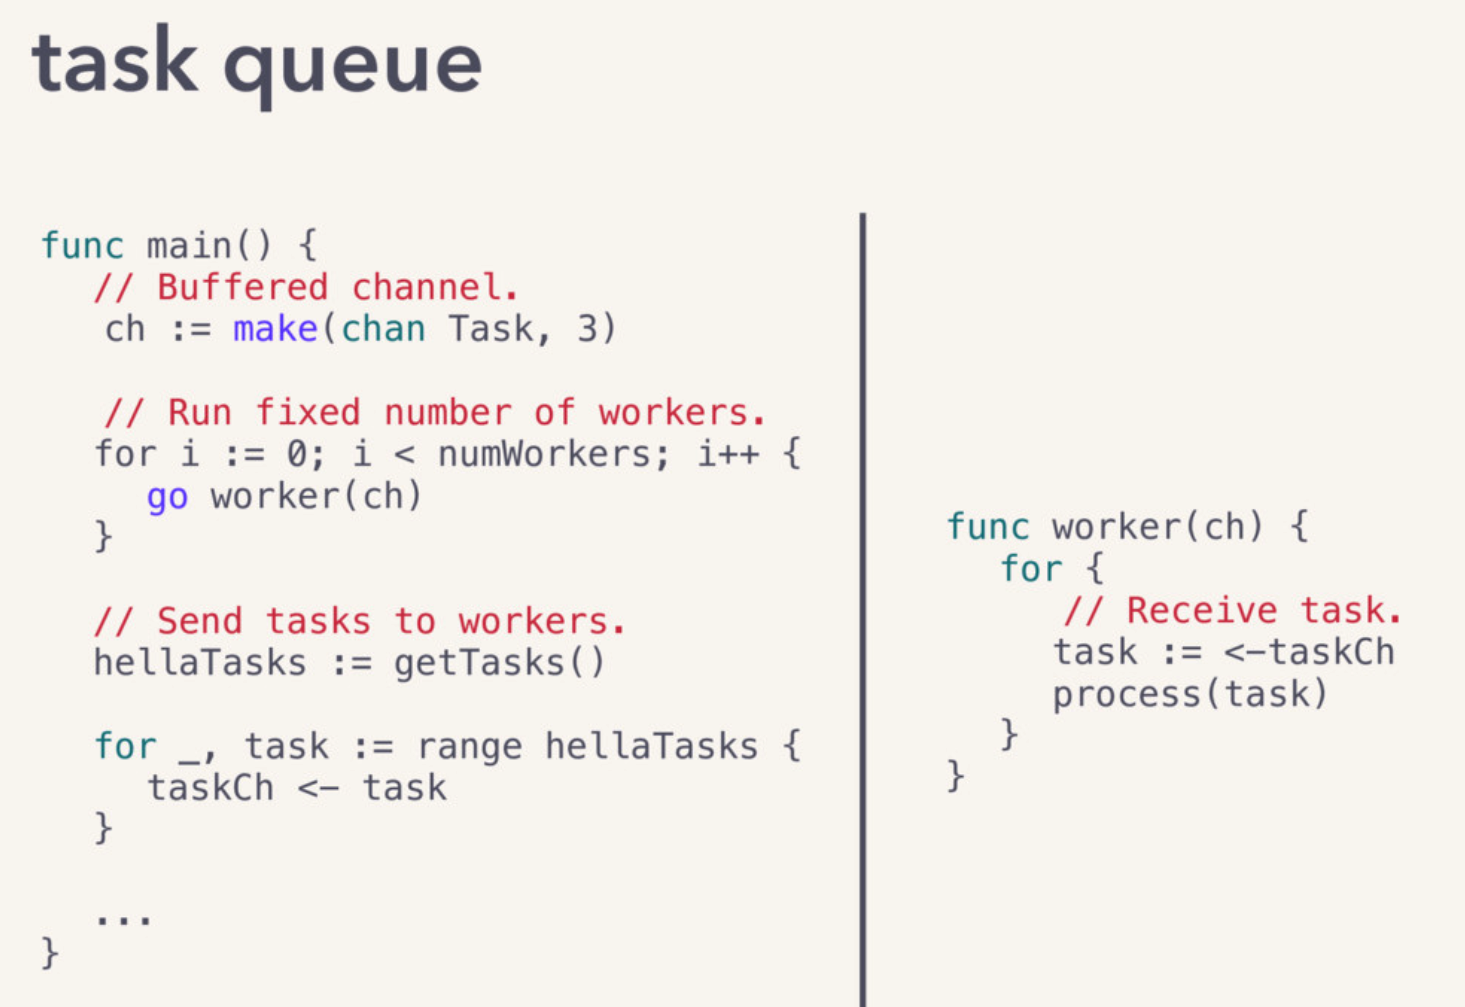 task queue
func main() {
// Buffered channel.
ch := make(chan Task, 3)
// Run fixed number of workers.
for i := 0; i < numWorkers; i++ {
go worker(ch)
}
// Send tasks to workers.
hellaTasks := getTasks()
for _, task := range hellaTasks {
taskCh <- task
}
...
}
func worker(ch) {
for {
// Receive task.
task := <-taskCh
process(task)
}
}